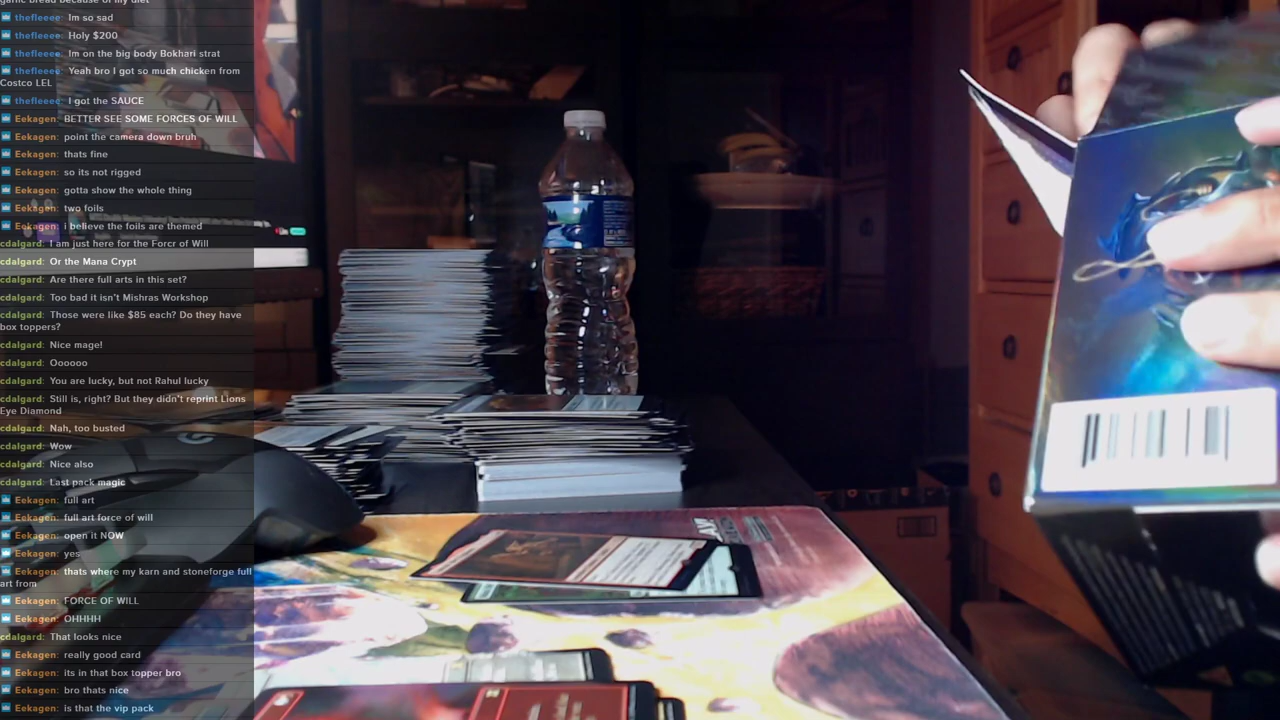 garlic bread because of my diet
thefleeee: Im so sad
thefleeee: Holy $200
thefleeee: Im on the big body Bokhari strat
thefleeee: Yeah bro I got so much chicken from
Costco LEL
thefleeee: I got the SAUCE
Eekagen: BETTER SEE SOME FORCES OF WILL
Eekagen: point the camera down bruh
Eekagen: thats fine
Eekagen: so its not rigged
Eekagen: gotta show the whole thing
Eekagen: two foils
Eekagen: i believe the foils are themed
cdalgard: I am just here for the Forcr of Will
cdalgard: Or the Mana Crypt
cdalgard: Are there full arts in this set?
cdalgard: Too bad it isn't Mishras Workshop
cdalgard: Those were like $85 each? Do they have
box toppers?
cdalgard: Nice mage!
cdalgard: Ooooo
cdalgard: You are lucky, but not Rahul lucky
cdalgard: Still is, right? But they didn't reprint Lions
Eye Diamond
cdalgard: Nah, too busted
cdalgard: Wow
cdalgard: Nice also
cdalgard: Last pack magic
Eekagen: full art
Eekagen: full art force of will
Eekagen: open it NOW
Eekagen: yes
Eekagen: thats where my karn and stoneforge full
art from
Eekagen: FORCE OF WILL
Eekagen: OHHHH
cdalgard: That looks nice
Eekagen: really good card
Eekagen: its in that box topper bro
Eekagen: bro thats nice
Eekagen: is that the vip pack